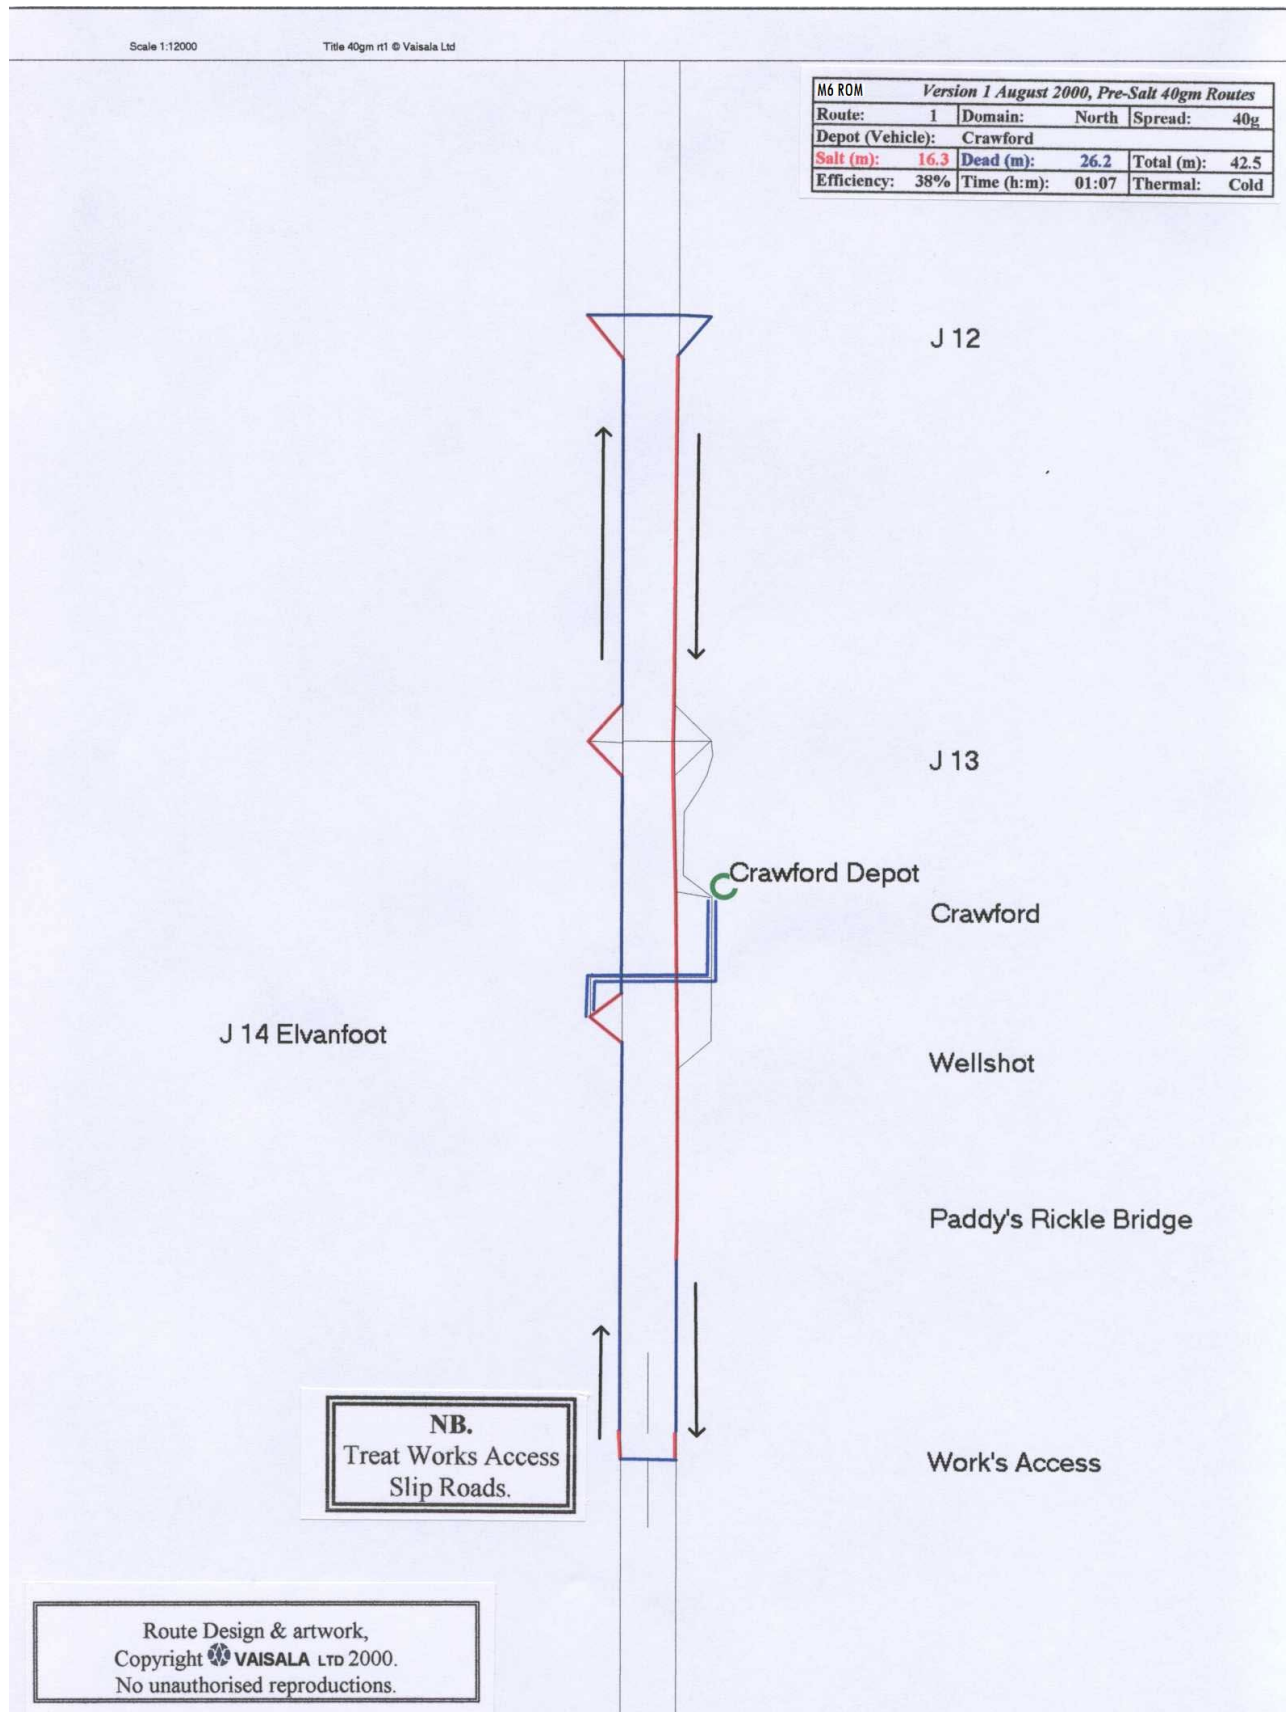 Scale 1:12000 Title 40gm rt1 © Vaisala Ltd
M6 ROM Version 1 August 2000, Pre-Salt 40gm Routes
Route: 1 Domain: North Spread: 40g
Depot (Vehicle): Crawford
Salt (m): 16.3 Dead (m): 26.2 Total (m): 42.5
Efficiency: 38% Time (h:m): 01:07 Thermal: Cold
J 12
J 13
Crawford Depot
Crawford
J 14 Elvanfoot
Wellshot
Paddy's Rickle Bridge
NB.
Treat Works Access
Slip Roads.
Work's Access
Route Design & artwork,
Copyright VAISALA LTD 2000.
No unauthorised reproductions.